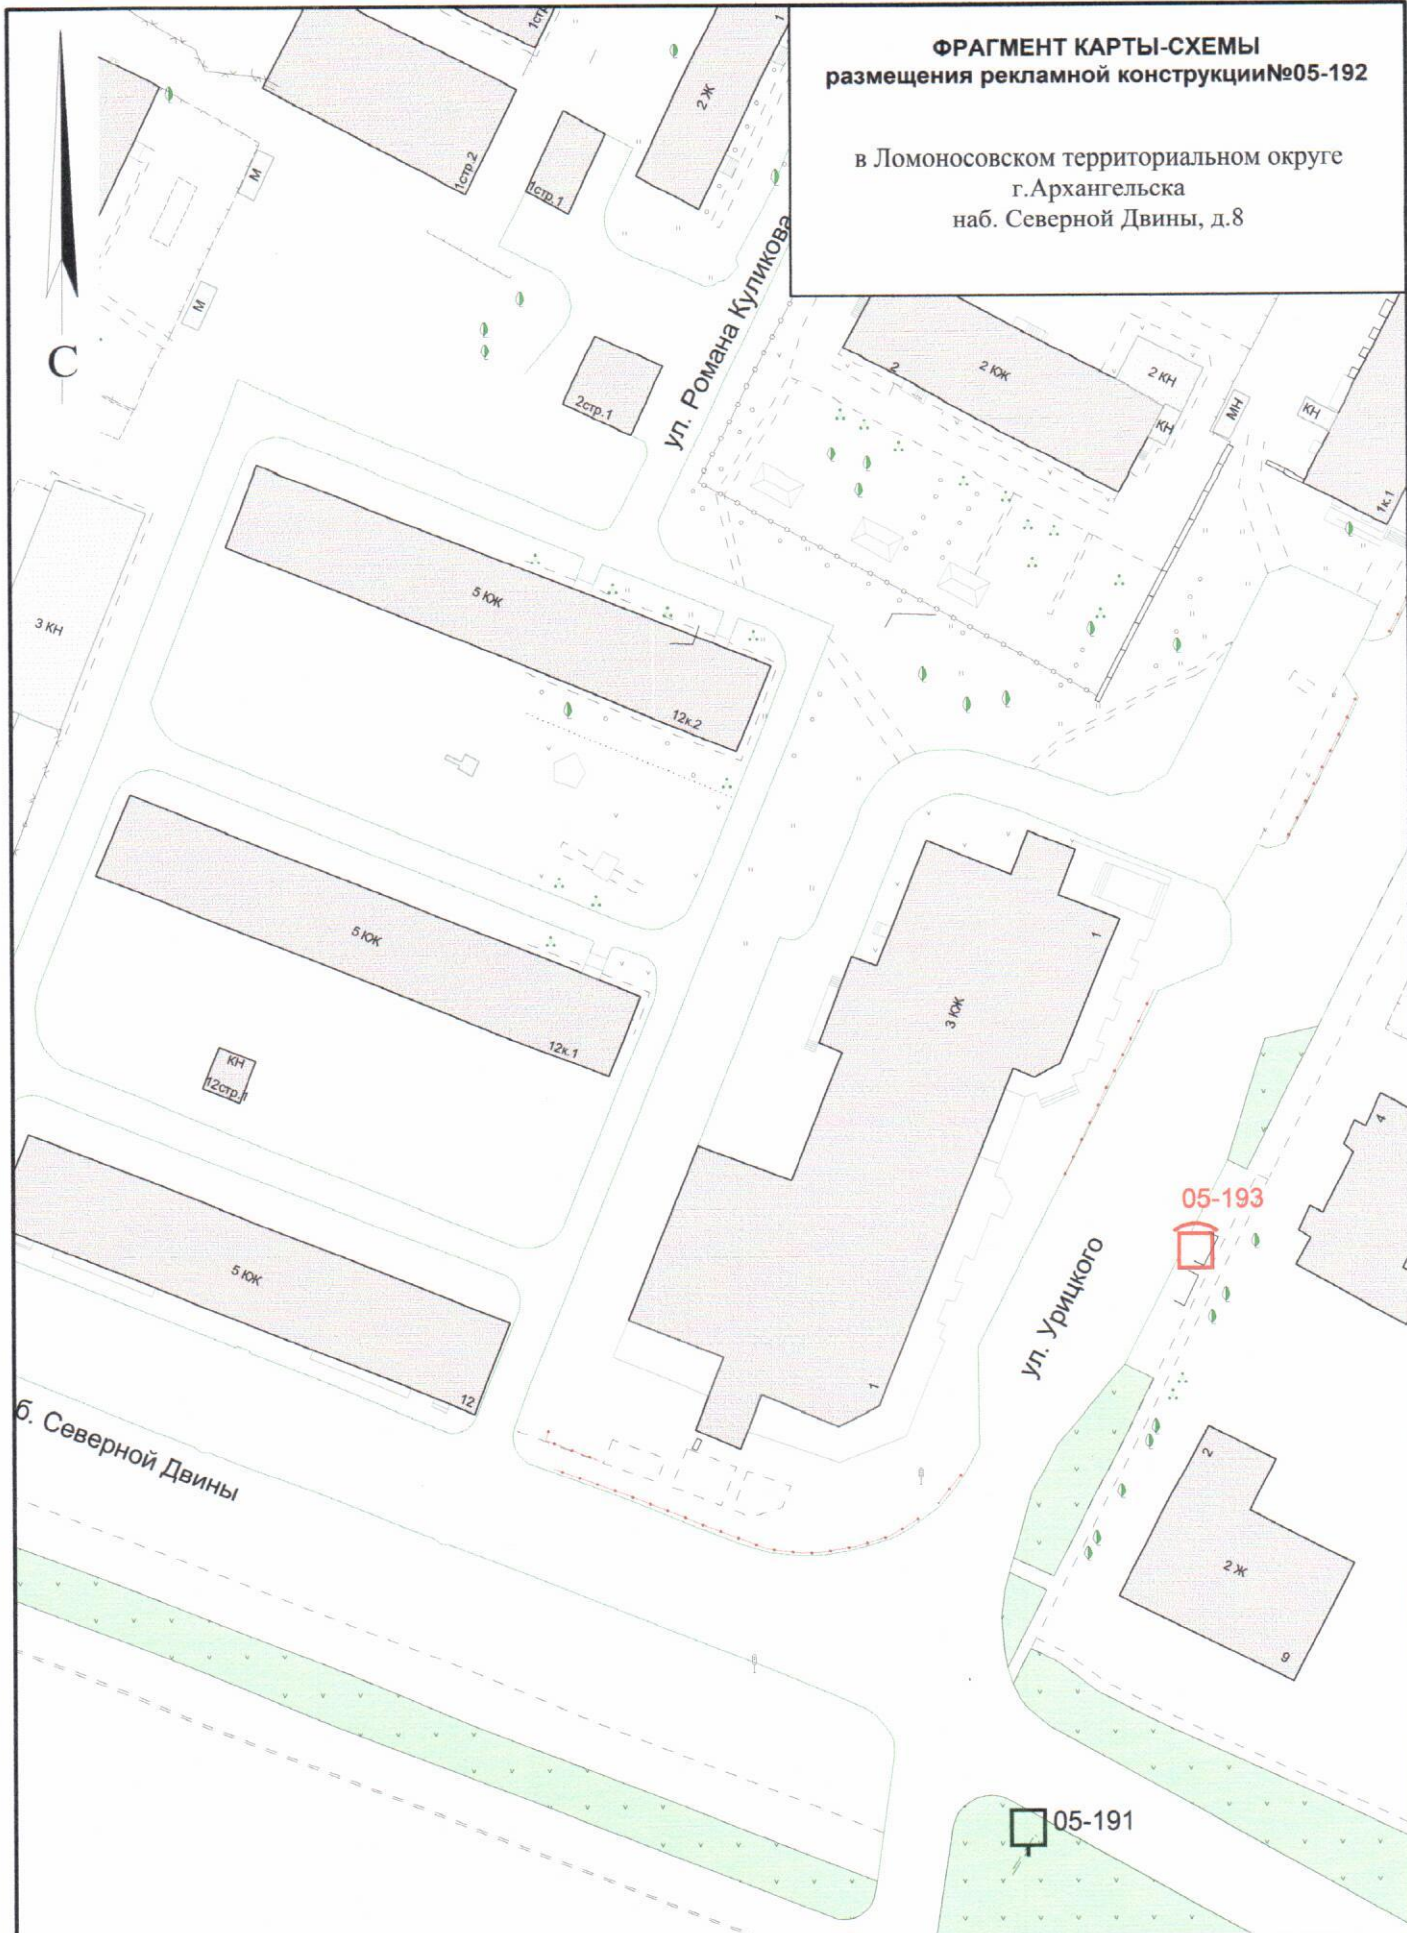 ФРАГМЕНТ КАРТЫ-СХЕМЫ
размещения рекламной конструкции№05-192
в Ломоносовском территориальном округе
г.Архангельска
наб. Северной Двины, д.8
С
1стр
1
2 Ж
1стр.2
1стр.1
М
М
ул. Романа Куликова
2стр.1
2
2 КЖ
2 КН
КН
МН
КН
1к.1
3 КН
5 КЖ
12к.2
5 КЖ
12к.1
КН
12стр.1
1
3 КЖ
1
4
05-193
ул. Урицкого
5 КЖ
12
б. Северной Двины
2
2 Ж
9
05-191